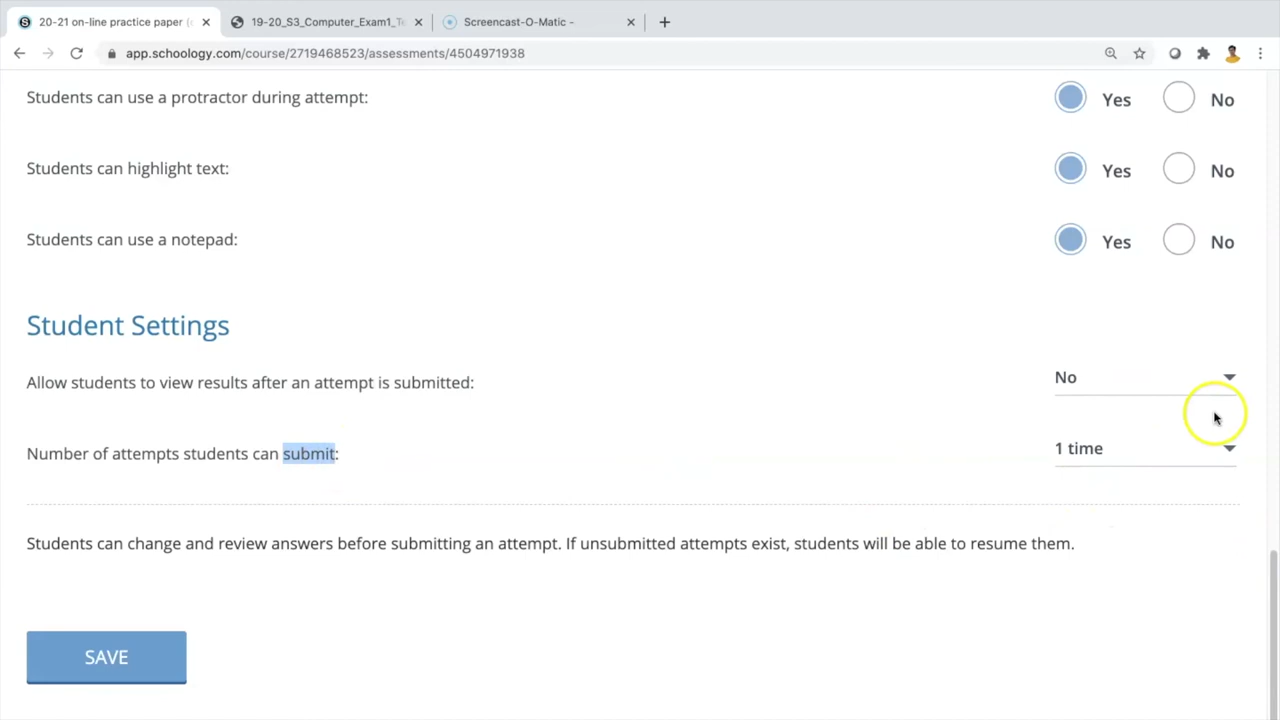 20-21 on-line practice paper (
19-20_S3_Computer_Exam1_Te
Screencast-O-Matic -
app.schoology.com/course/2719468523/assessments/4504971938
Students can use a protractor during attempt:
Yes
No
Students can highlight text:
Yes
No
Students can use a notepad:
Yes
No
Student Settings
Allow students to view results after an attempt is submitted:
No
Number of attempts students can submit:
1 time
Students can change and review answers before submitting an attempt. If unsubmitted attempts exist, students will be able to resume them.
SAVE